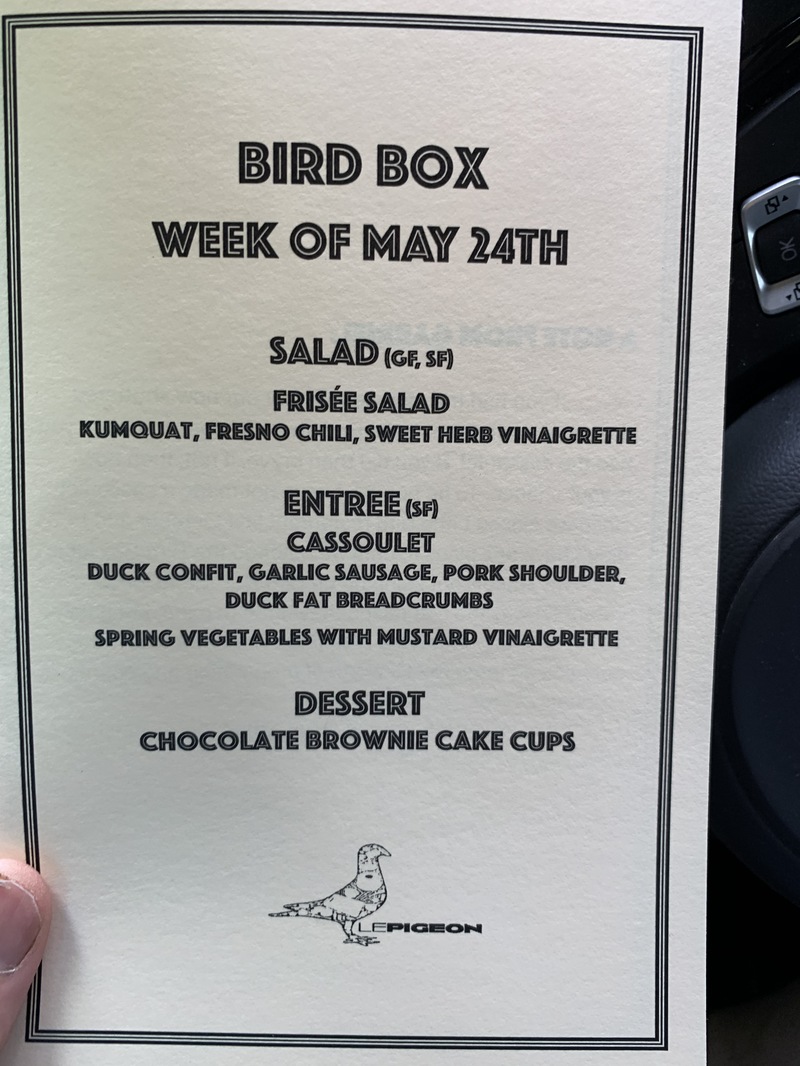 BIRD BOX
WEEK OF MAY 24TH
SALAD (GF, SF)
FRISÉE SALAD
KUMQUAT, FRESNO CHILI, SWEET HERB VINAIGRETTE
ENTREE (SF)
CASSOULET
DUCK CONFIT, GARLIC SAUSAGE, PORK SHOULDER,
DUCK FAT BREADCRUMBS
SPRING VEGETABLES WITH MUSTARD VINAIGRETTE
DESSERT
CHOCOLATE BROWNIE CAKE CUPS
LEPIGEON
OK